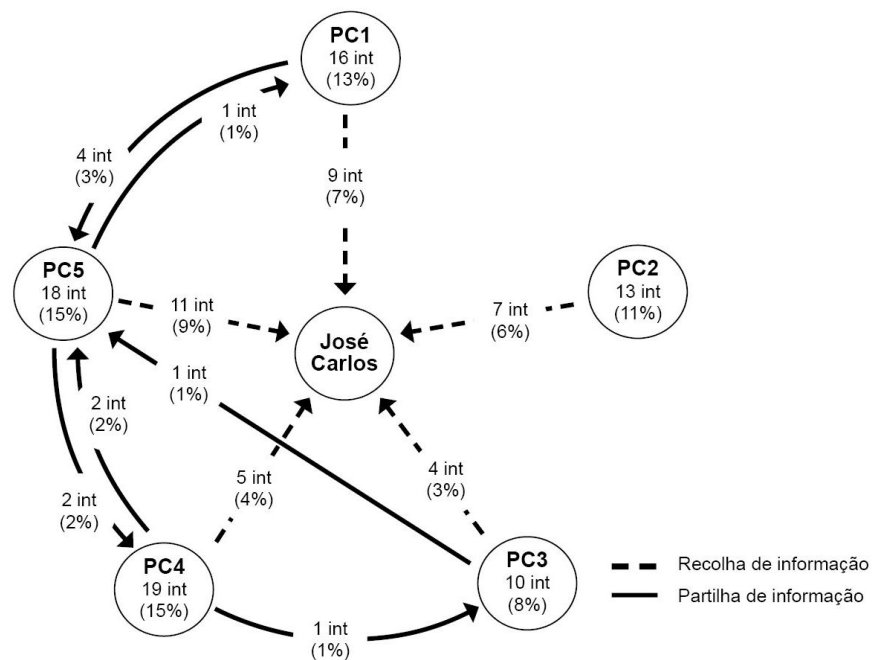 PC1
16 int
(13%)
1 int
(1%)
4 int
(3%)
9 int
(7%)
PC5
18 int
(15%)
PC2
13 int
(11%)
11 int
(9%)
7 int
(6%)
José
Carlos
1 int
(1%)
2 int
(2%)
5 int
(4%)
4 int
(3%)
2 int
(2%)
PC4
19 int
(15%)
PC3
10 int
(8%)
1 int
(1%)
Recolha de informação
Partilha de informação